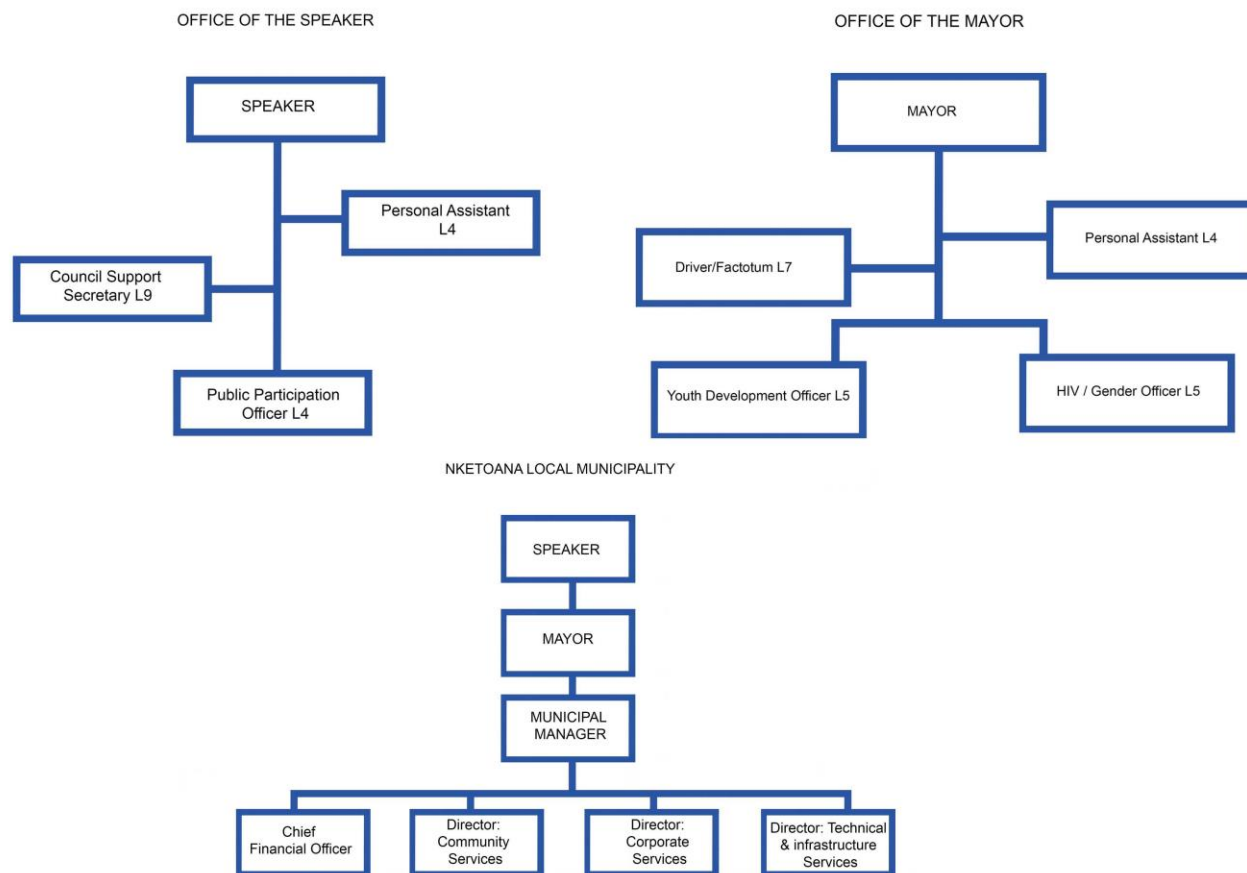 OFFICE OF THE SPEAKER
SPEAKER
Personal Assistant
L4
Council Support
Secretary L9
Public Participation
Officer L4
OFFICE OF THE MAYOR
MAYOR
Personal Assistant L4
Driver/Factotum L7
Youth Development Officer L5
HIV / Gender Officer L5
NKETOANA LOCAL MUNICIPALITY
SPEAKER
MAYOR
MUNICIPAL
MANAGER
Chief
Financial Officer
Director:
Community
Services
Director:
Corporate
Services
Director: Technical
& infrastructure
Services